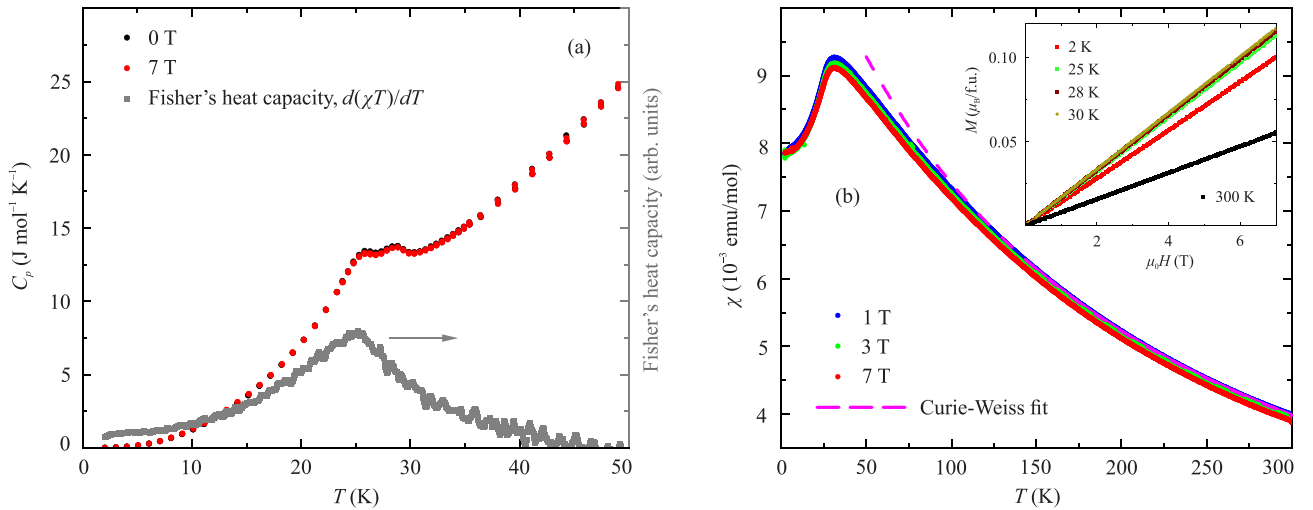 (a)
0 T
7 T
Fisher's heat capacity, d(χT)/dT
C_p (J mol⁻¹ K⁻¹)
25
20
15
10
5
0
0 10 20 30 40 50
T (K)
Fisher's heat capacity (arb. units)
(b)
χ (10⁻³ emu/mol)
9
8
7
6
5
4
0 50 100 150 200 250 300
T (K)
1 T
3 T
7 T
Curie-Weiss fit
M (μ_B/f.u.)
0.10
0.05
2 K
25 K
28 K
30 K
300 K
2 4 6
μ₀H (T)